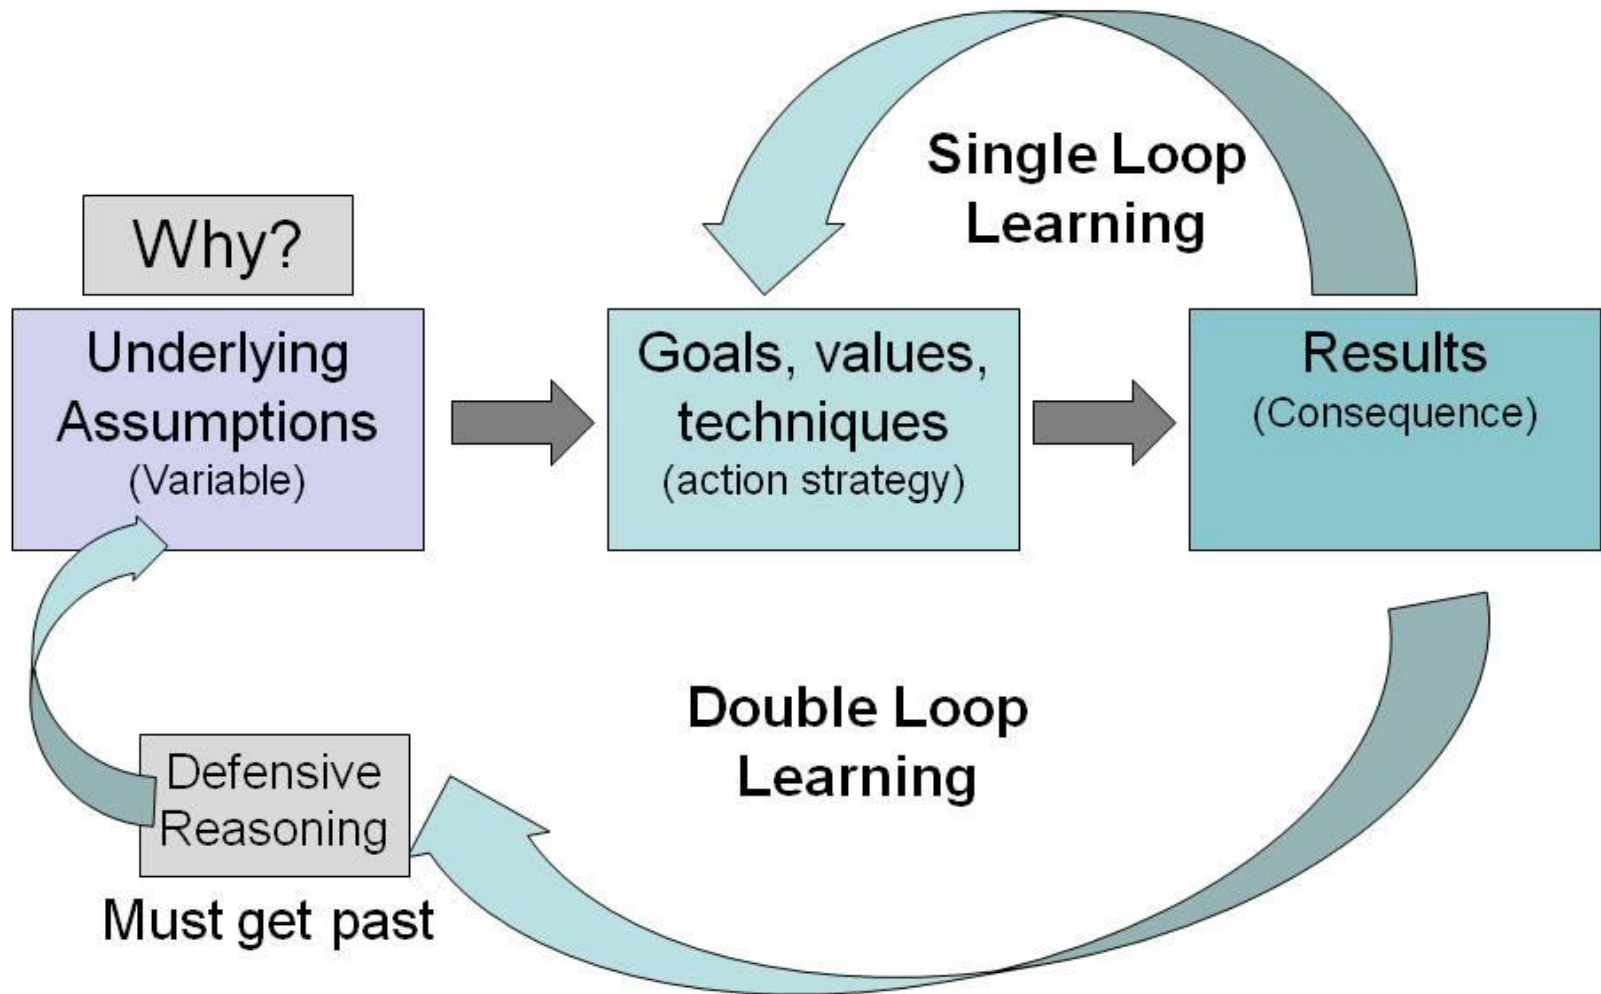 Single Loop
Learning
Why?
Underlying
Assumptions
(Variable)
Goals, values,
techniques
(action strategy)
Results
(Consequence)
Double Loop
Learning
Defensive
Reasoning
Must get past